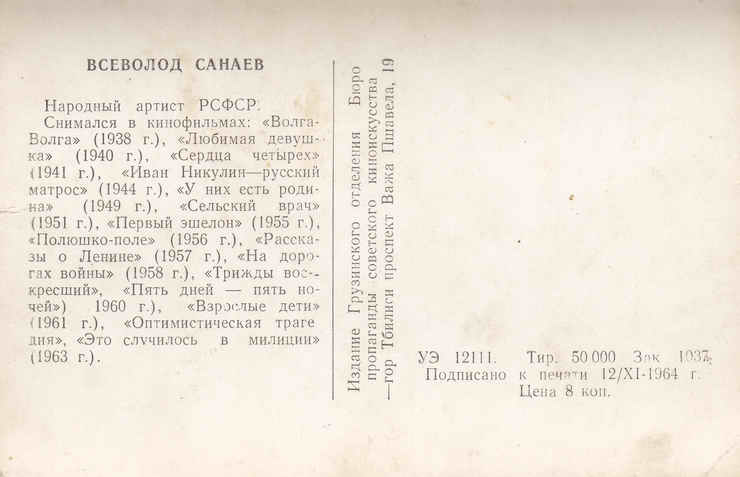 ВСЕВОЛОД САНАЕВ
Народный артист РСФСР.
Снимался в кинофильмах: «Волга-
Волга» (1938 г.), «Любимая девуш-
ка» (1940 г.), «Сердца четырех»
(1941 г.), «Иван Никулин—русский
матрос» (1944 г.), «У них есть роди-
на» (1949 г.), «Сельский врач»
(1951 г.), «Первый эшелон» (1955 г.),
«Полюшко-поле» (1956 г.), «Расска-
зы о Ленине» (1957 г.), «На доро-
гах войны» (1958 г.), «Трижды вос-
кресший», «Пять дней — пять но-
чей») 1960 г.), «Взрослые дети»
(1961 г.), «Оптимистическая траге
дия», «Это случилось в милиции»
(1963 г.).
Издание Грузинского отделения Бюро
пропаганды советского киноискусства
—гор Тбилиси проспект Важа Пшавела, 19
УЭ 12111. Тир. 50 000 Зак
Подписано к печати 12/XI-1964 г.
Цена 8 коп.